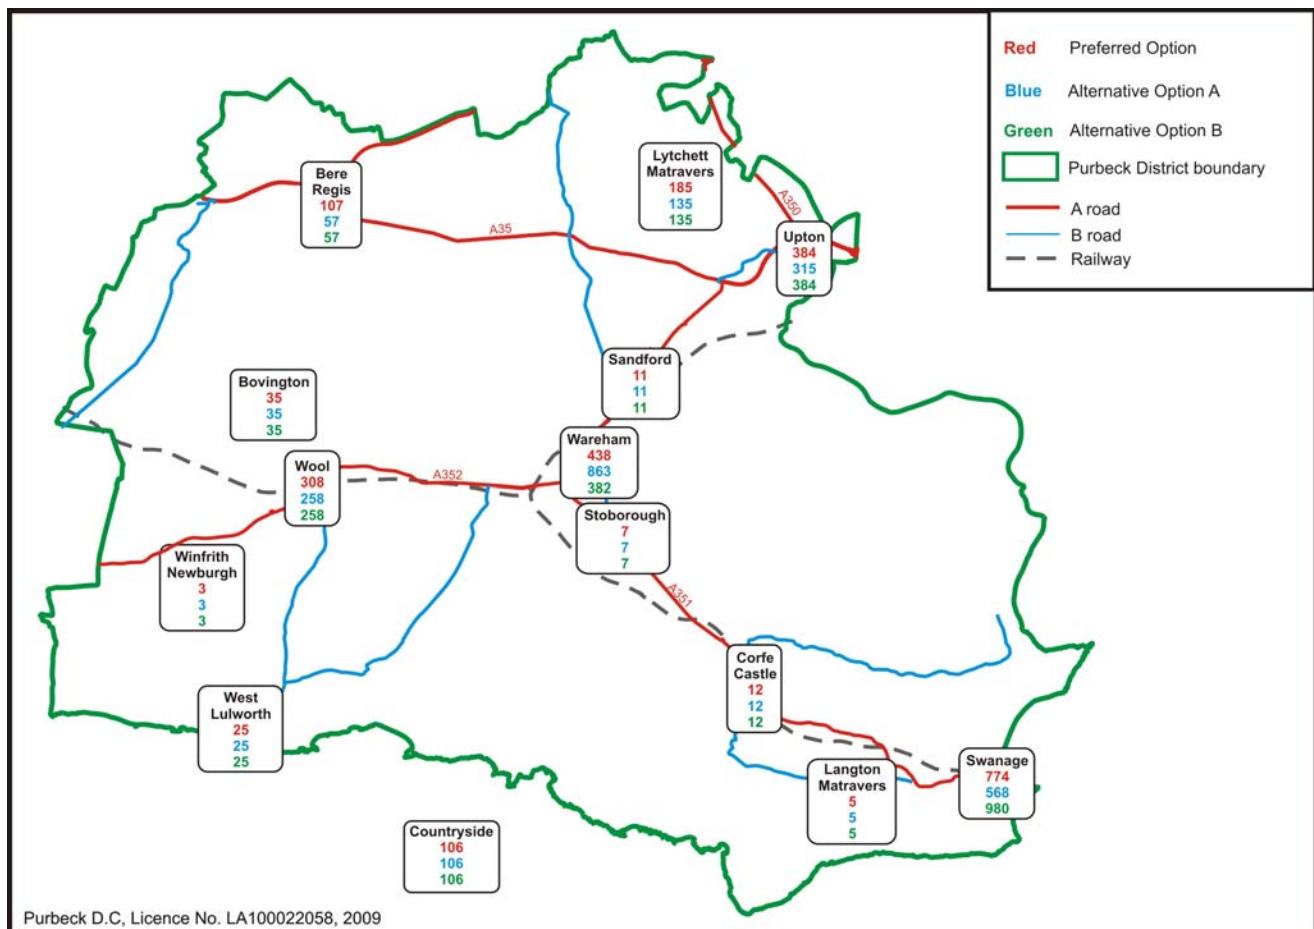 Red Preferred Option
Blue Alternative Option A
Green Alternative Option B
Purbeck District boundary
A road
B road
Railway
Lytchett
Matravers
185
135
135
Bere
Regis
107
57
57
A350
A35
Upton
384
315
384
Sandford
11
11
11
Bovington
35
35
35
Wareham
438
863
382
Wool
308
258
258
A352
Stoborough
7
7
7
Winfrith
Newburgh
3
3
3
A351
Corfe
Castle
12
12
12
West
Lulworth
25
25
25
Langton
Matravers
5
5
5
Swanage
774
568
980
Countryside
106
106
106
Purbeck D.C, Licence No. LA100022058, 2009